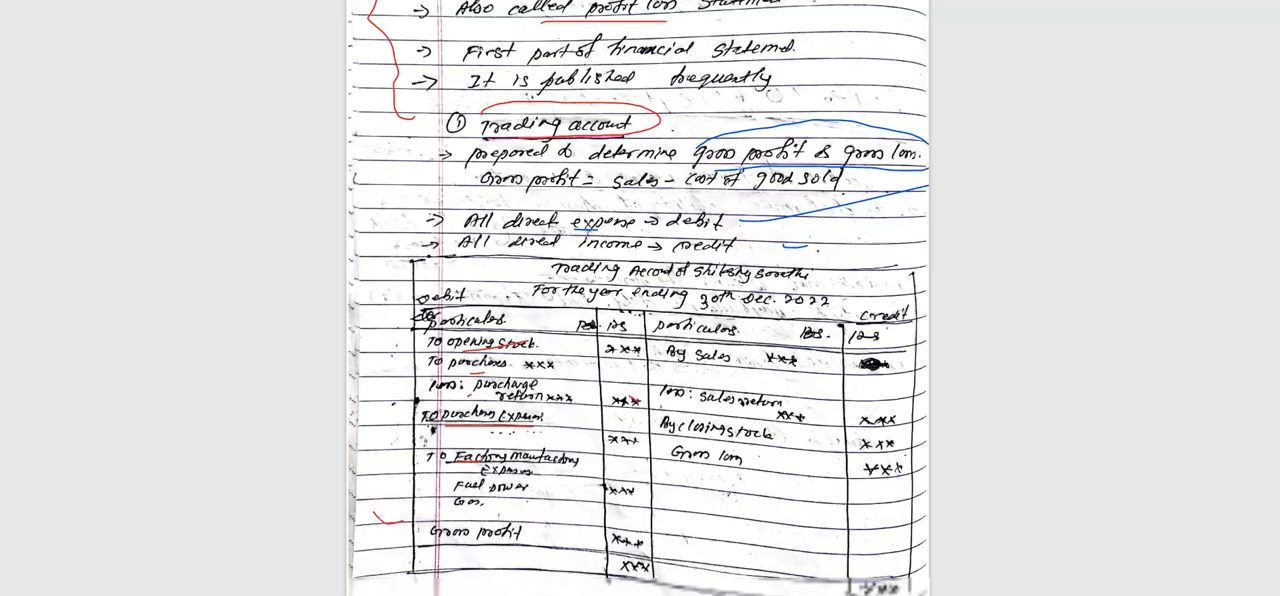 → Also called profit loss statement
→ First part of financial statemnt.
→ It is published frequently
① Trading account
→ prepared to determine gross profit & gross loss.
Gross profit = Sales - cost of good sold
→ All direct expense → debit
→ All direct income → credit
Trading Account of
For the year ending 30th Dec. 2022
Debit credit
particulars Rs particulars Rs. Rs
To opening stock. xxx By sales xxx
To purchases xxx
less: purchase
return xxx xxx less: sales return
xxx xxx
To purchase expenses By closing stock xxx
xxx Gross loss xxx
To Factory manufactory
Expenses
Fuel power xxx
Gas.
Gross profit xxx
xxx xxx